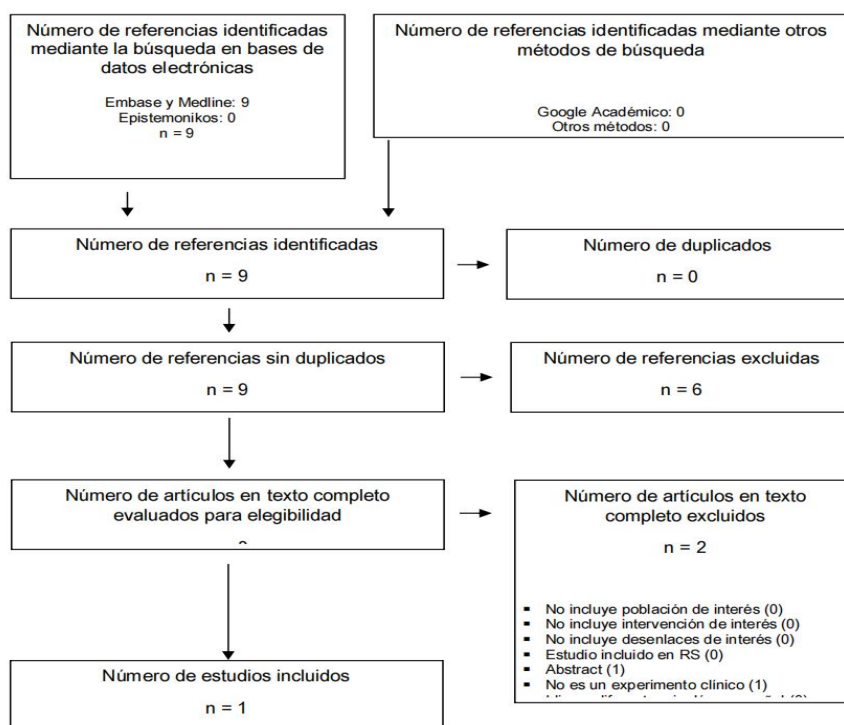 Número de referencias identificadas
mediante la búsqueda en bases de
datos electrónicas
Embase y Medline: 9
Epistemonikos: 0
n = 9
Número de referencias identificadas mediante otros
métodos de búsqueda
Google Académico: 0
Otros métodos: 0
Número de referencias identificadas
n = 9
Número de duplicados
n = 0
Número de referencias sin duplicados
n = 9
Número de referencias excluidas
n = 6
Número de artículos en texto completo
evaluados para elegibilidad
Número de artículos en texto
completo excluidos
n = 2
▪ No incluye población de interés (0)
▪ No incluye intervención de interés (0)
▪ No incluye desenlaces de interés (0)
▪ Estudio incluido en RS (0)
▪ Abstract (1)
▪ No es un experimento clínico (1)
Número de estudios incluidos
n = 1